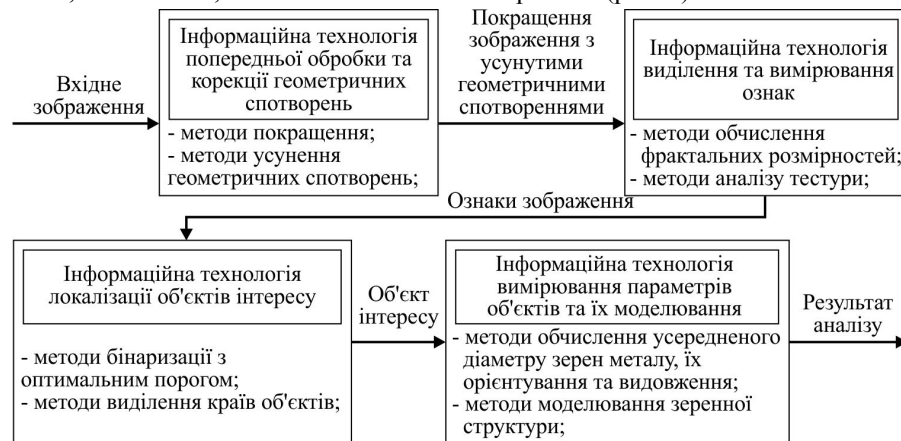 Вхідне
зображення
Інформаційна технологія
попередньої обробки та
корекції геометричних
спотворень
- методи покращення;
- методи усунення
геометричних спотворень;
Покращення
зображення з
усунутими
геометричними
спотвореннями
Інформаційна технологія
виділення та вимірювання
ознак
- методи обчислення
фрактальних розмірностей;
- методи аналізу тестури;
Ознаки зображення
Інформаційна технологія
локалізації об'єктів інтересу
- методи бінаризації з
оптимальним порогом;
- методи виділення країв об'єктів;
Об'єкт
інтересу
Інформаційна технологія
вимірювання параметрів
об'єктів та їх моделювання
- методи обчислення усередненого
діаметру зерен металу, їх
орієнтування та видовження;
- методи моделювання зеренної
структури;
Результат
аналізу